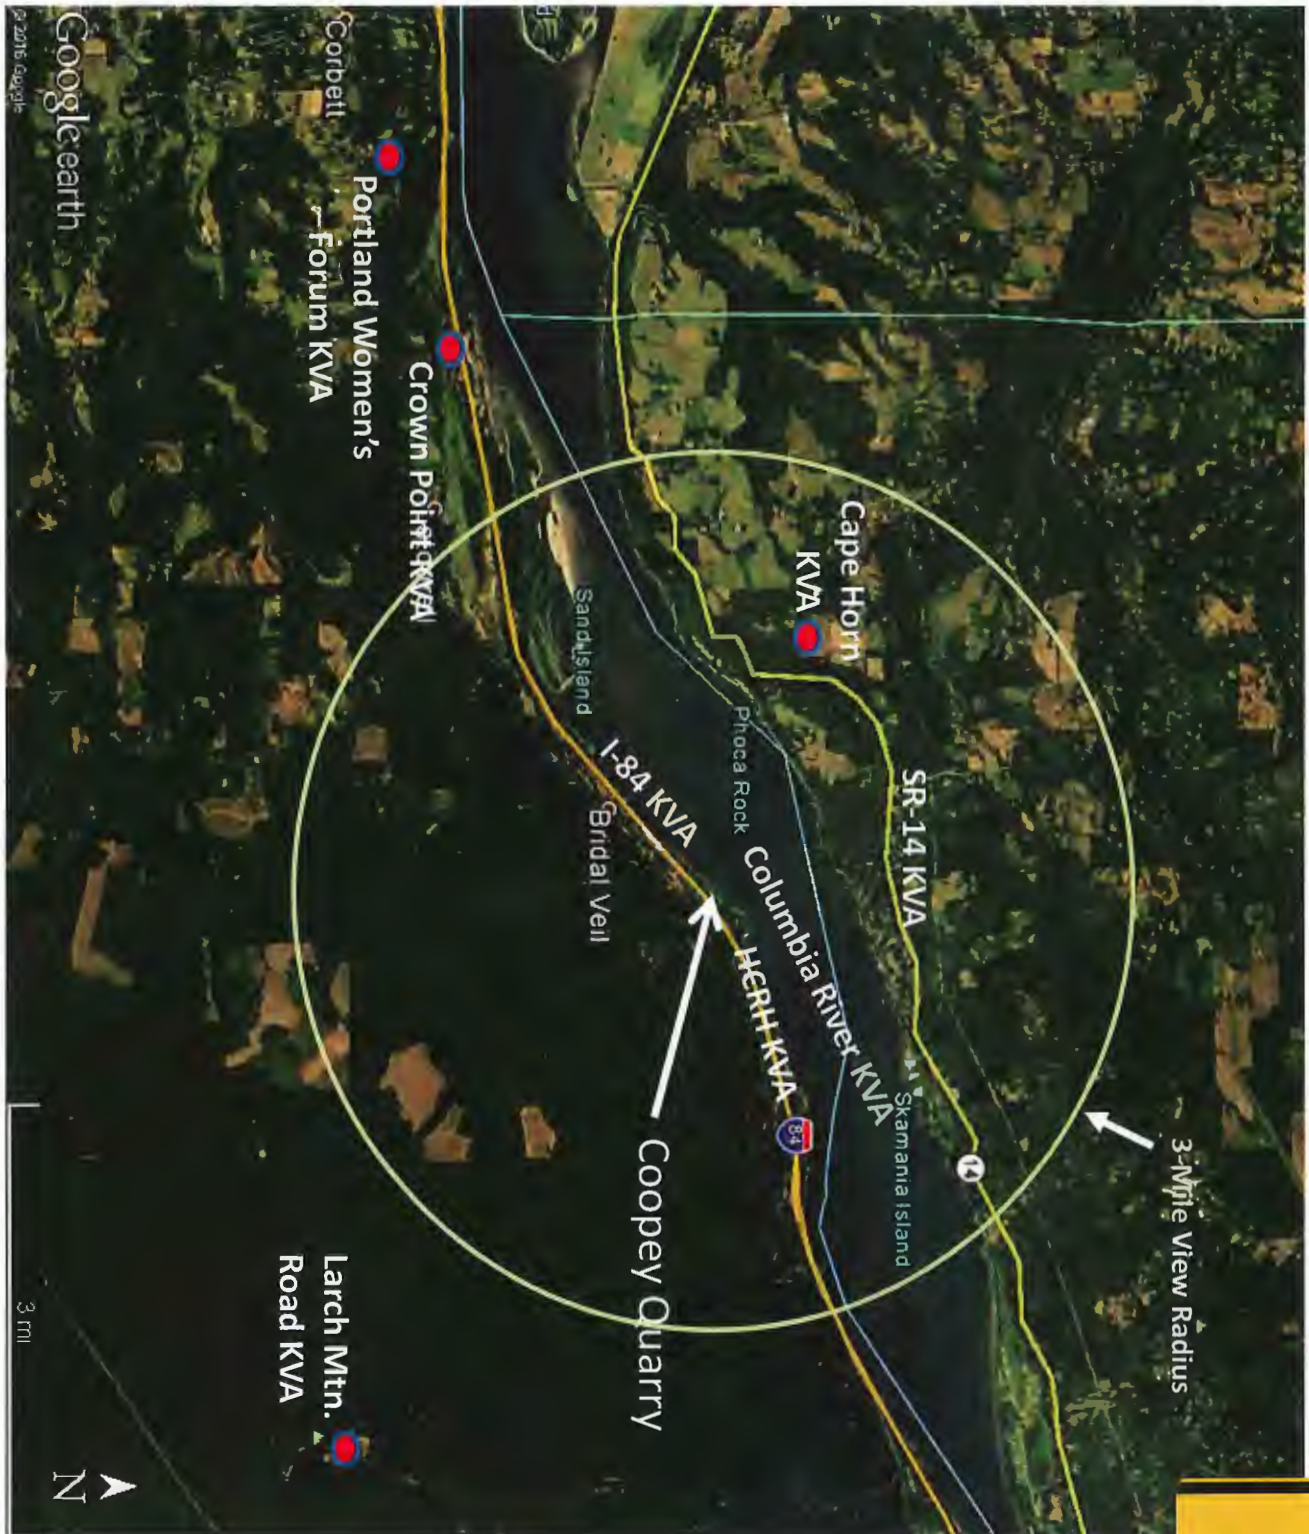 3-Mile View Radius
14
Cape Horn
KVA
SR-14 KVA
Skamania Island
Columbia River KVA
Phoca Rock
84
HCRH KVA
I-84 KVA
Sand Island
Bridal Veil
Coopey Quarry
Crown Point KVA
Portland Women's
Forum KVA
Corbett
Larch Mtn.
Road KVA
Google earth
© 2016 Google
3 mi
N